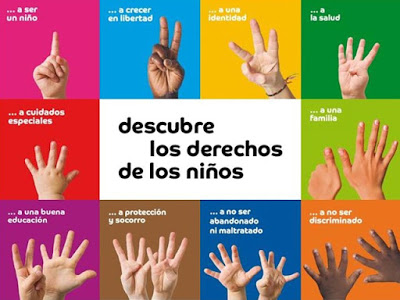 ... a ser
un niño
... a crecer
en libertad
... a una
identidad
... a
la salud
... a cuidados
especiales
descubre
los derechos
de los niños
... a una
familia
... a una buena
educación
... a protección
y socorro
... a no ser
abandonado
ni maltratado
... a no ser
discriminado